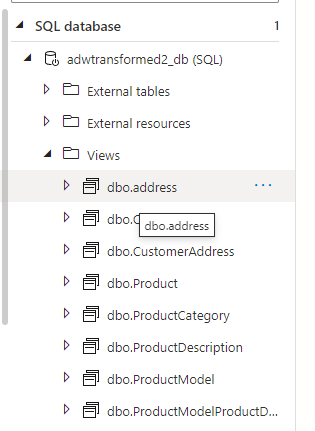 SQL database 1
adwtransformed2_db (SQL)
External tables
External resources
Views
dbo.address ...
dbo.C
dbo.address
dbo.CustomerAddress
dbo.Product
dbo.ProductCategory
dbo.ProductDescription
dbo.ProductModel
dbo.ProductModelProductD...